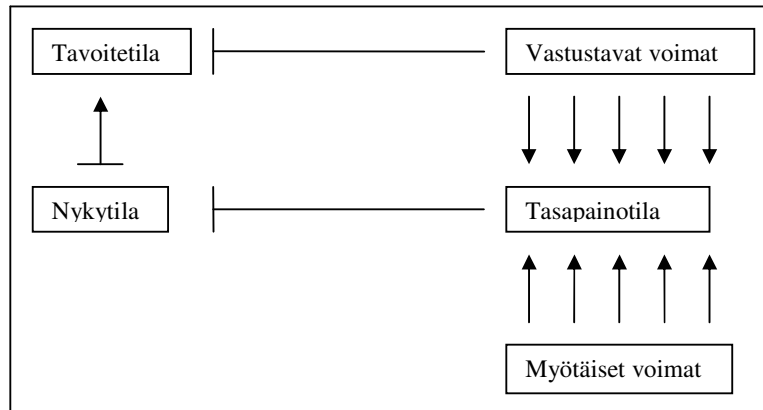 Tavoitetila
Vastustavat voimat
Nykytila
Tasapainotila
Myötäiset voimat